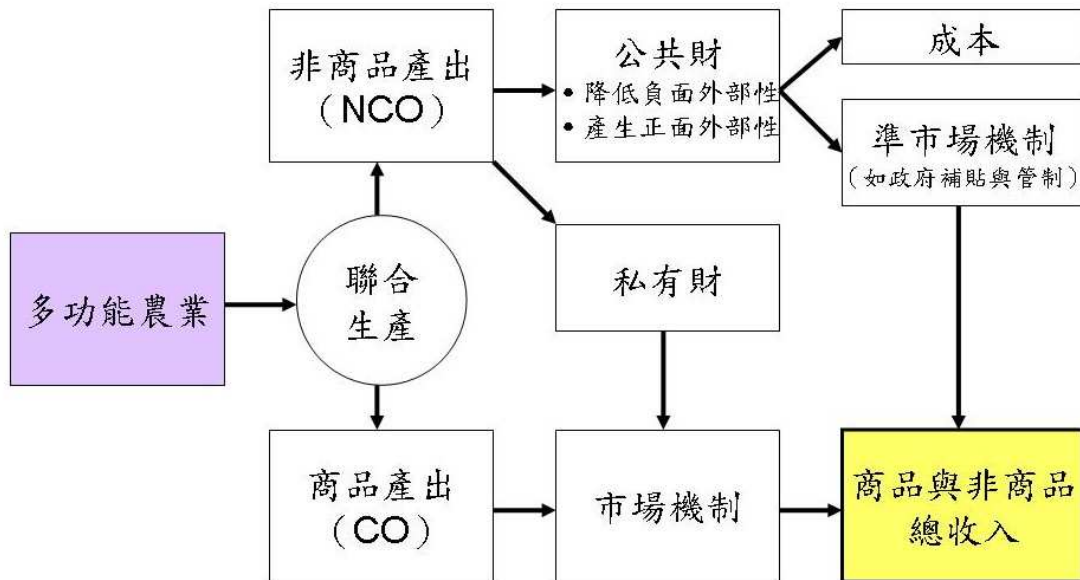 非商品產出
（NCO）
公共財
• 降低負面外部性
• 產生正面外部性
成本
準市場機制
（如政府補貼與管制）
多功能農業
聯合
生產
私有財
商品產出
（CO）
市場機制
商品與非商品
總收入